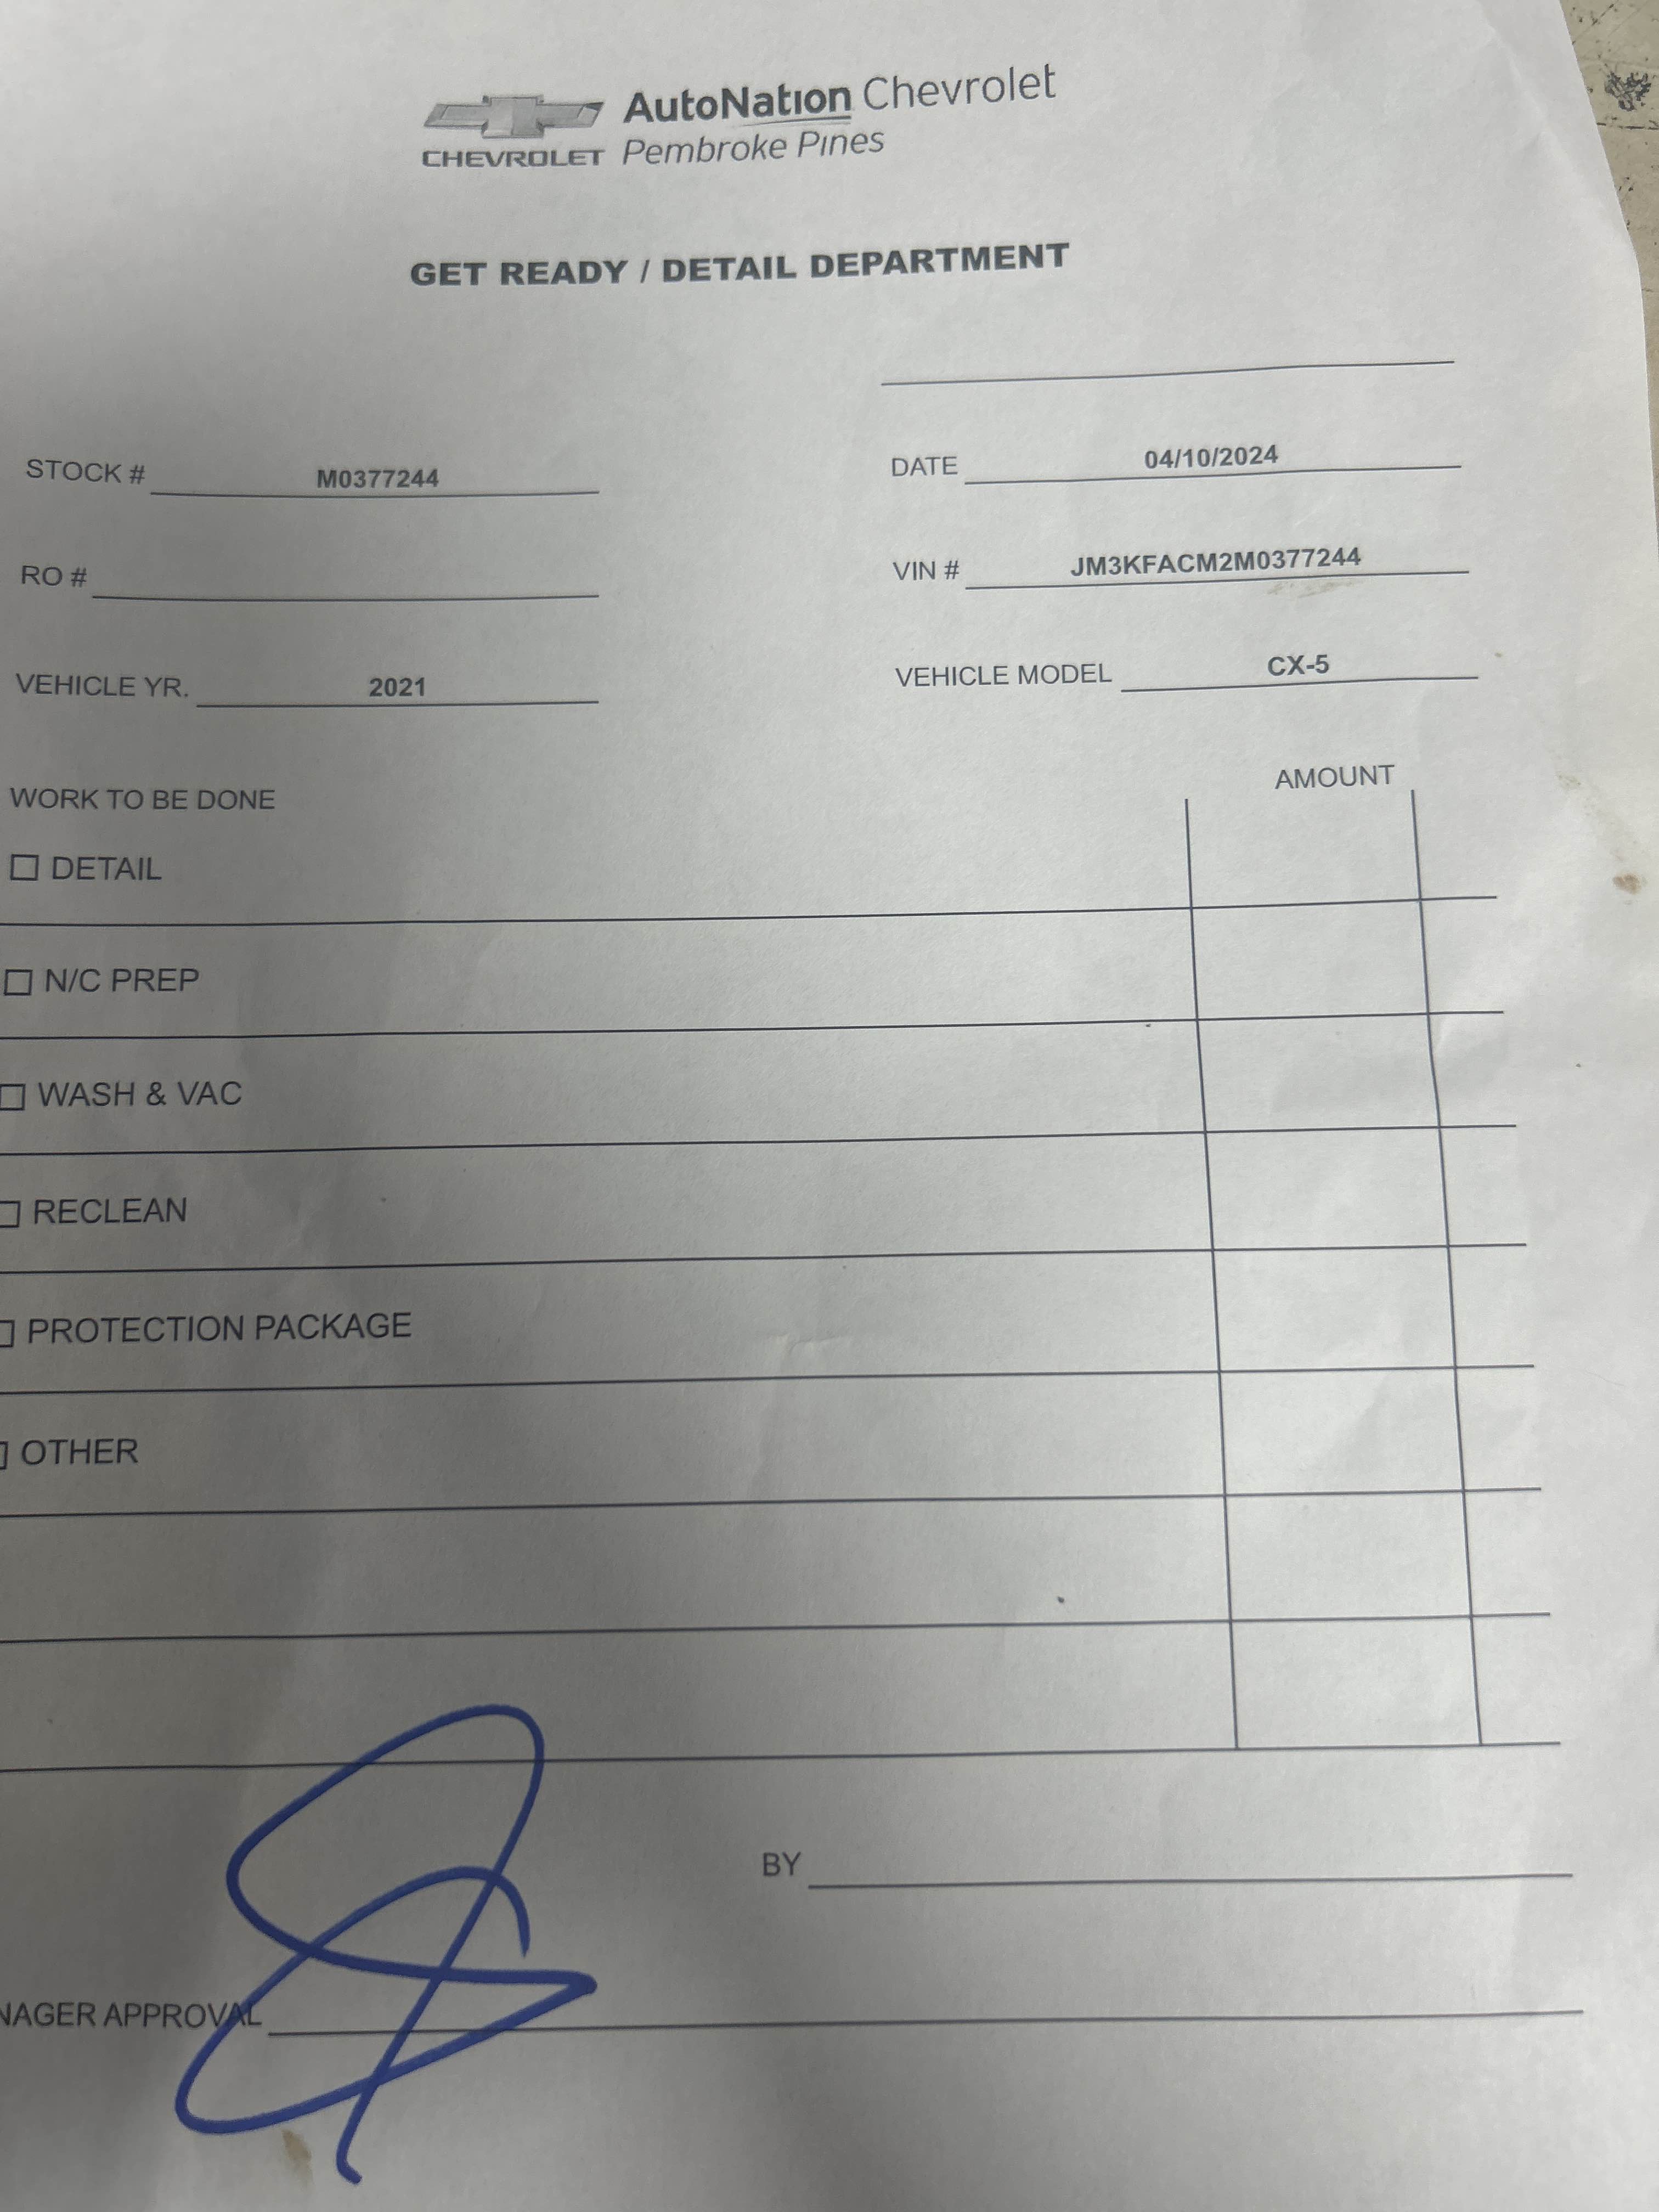 AutoNation Chevrolet
CHEVROLET Pembroke Pines
GET READY / DETAIL DEPARTMENT
STOCK # M0377244 DATE 04/10/2024
RO # VIN # JM3KFACM2M0377244
VEHICLE YR. 2021 VEHICLE MODEL CX-5
WORK TO BE DONE AMOUNT
DETAIL
N/C PREP
WASH & VAC
RECLEAN
PROTECTION PACKAGE
OTHER
BY
NAGER APPROVAL